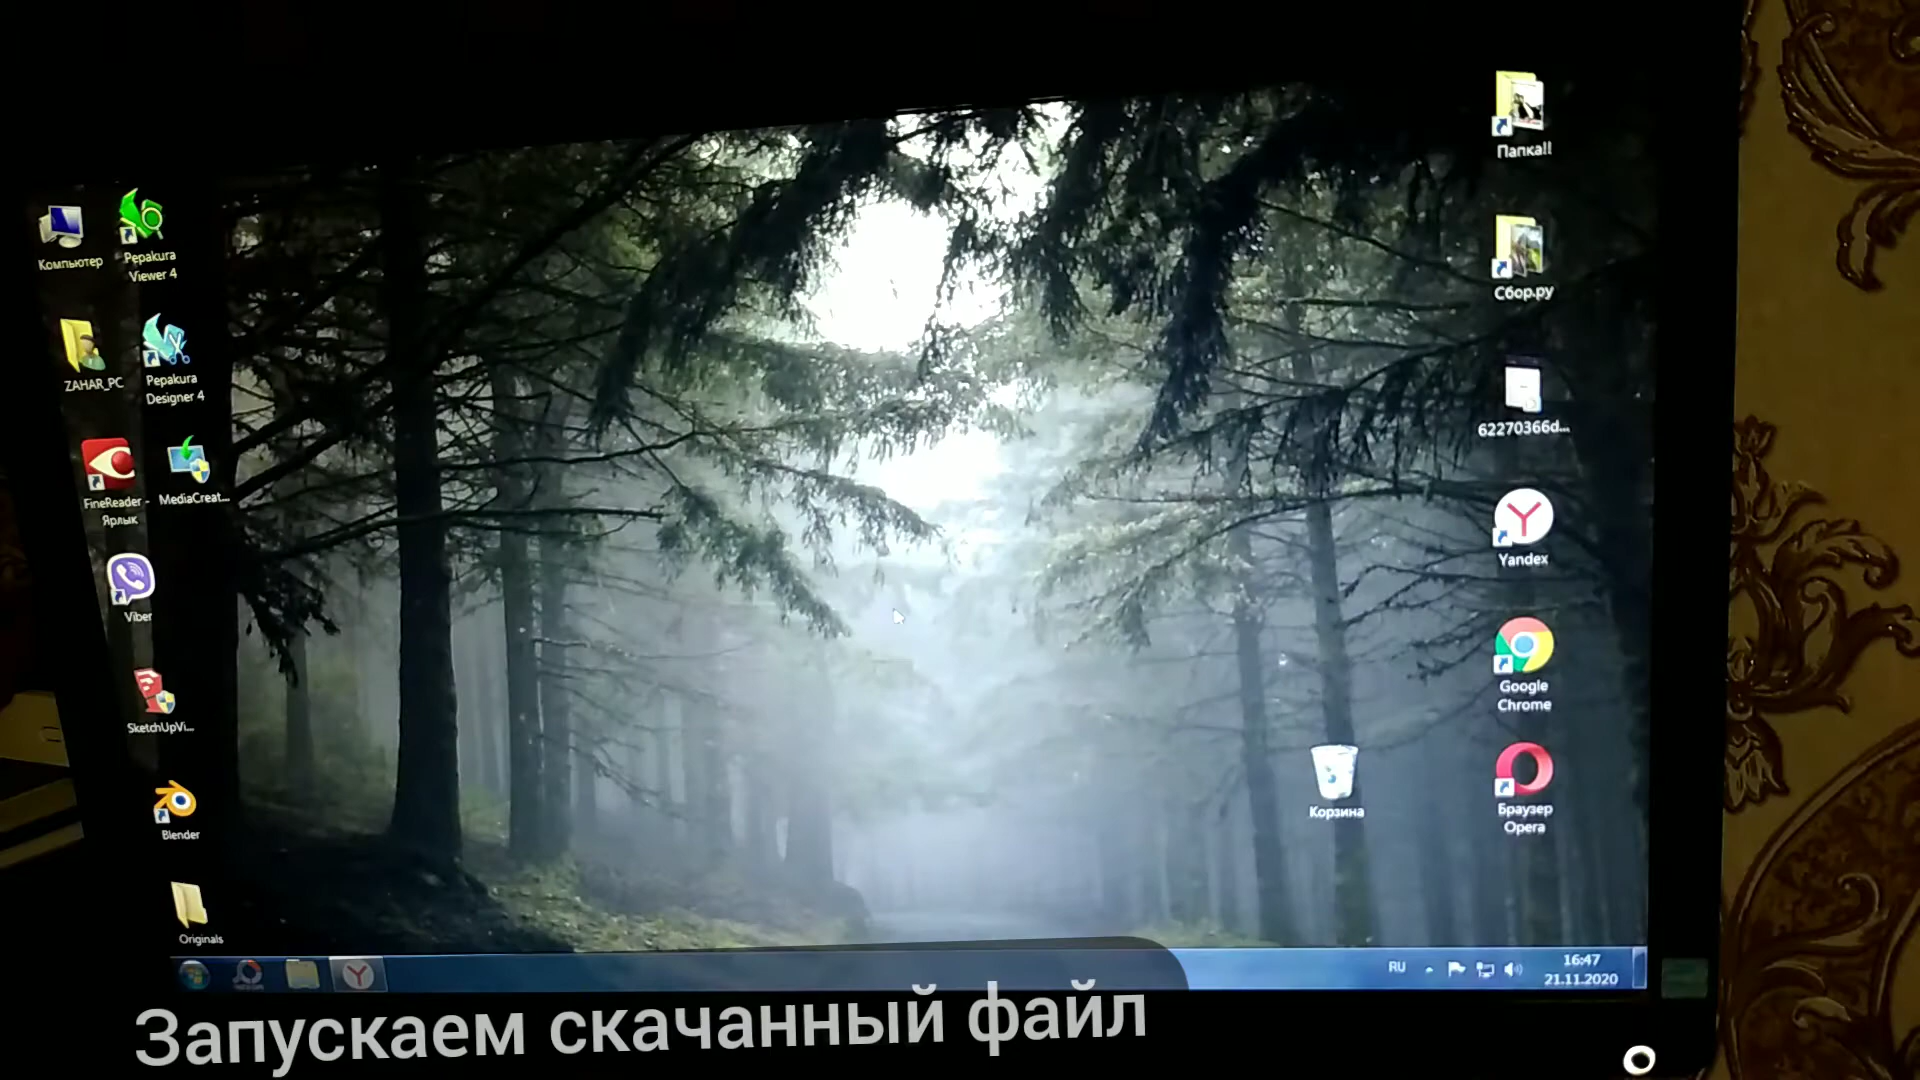 Компьютер
Pepakura
Viewer 4
ZAHAR_PC
Pepakura
Designer 4
FineReader -
Ярлык
MediaCreat...
Viber
SketchUpVi...
Blender
Originals
Папка!!
Сбор.ру
62270366d...
Yandex
Google
Chrome
Корзина
Браузер
Opera
RU
16:47
21.11.2020
Запускаем скачанный файл